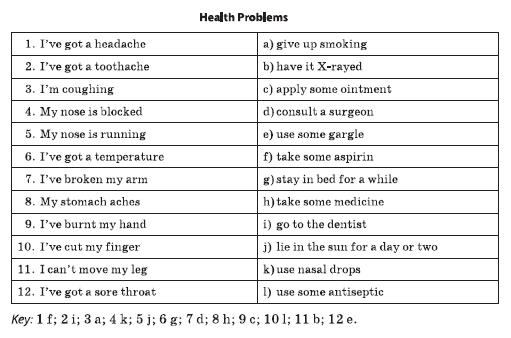 Health Problems
1. I've got a headache a) give up smoking
2. I've got a toothache b) have it X-rayed
3. I'm coughing c) apply some ointment
4. My nose is blocked d) consult a surgeon
5. My nose is running e) use some gargle
6. I've got a temperature f) take some aspirin
7. I've broken my arm g) stay in bed for a while
8. My stomach aches h) take some medicine
9. I've burnt my hand i) go to the dentist
10. I've cut my finger j) lie in the sun for a day or two
11. I can't move my leg k) use nasal drops
12. I've got a sore throat l) use some antiseptic
Key: 1 f; 2 i; 3 a; 4 k; 5 j; 6 g; 7 d; 8 h; 9 c; 10 l; 11 b; 12 e.